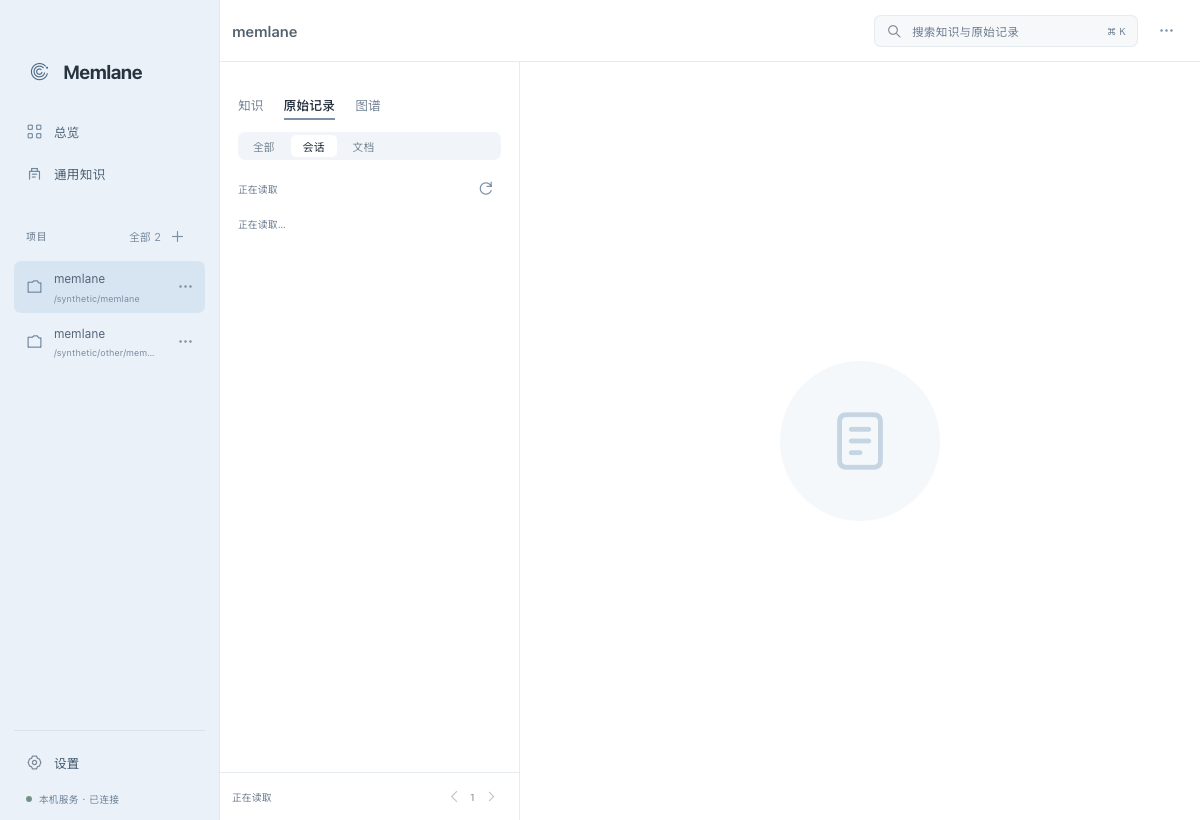 Memlane
总览
通用知识
项目 全部 2
memlane
/synthetic/memlane
memlane
/synthetic/other/mem...
设置
本机服务 · 已连接
memlane
搜索知识与原始记录 ⌘ K
知识 原始记录 图谱
全部 会话 文档
正在读取
正在读取...
正在读取 1